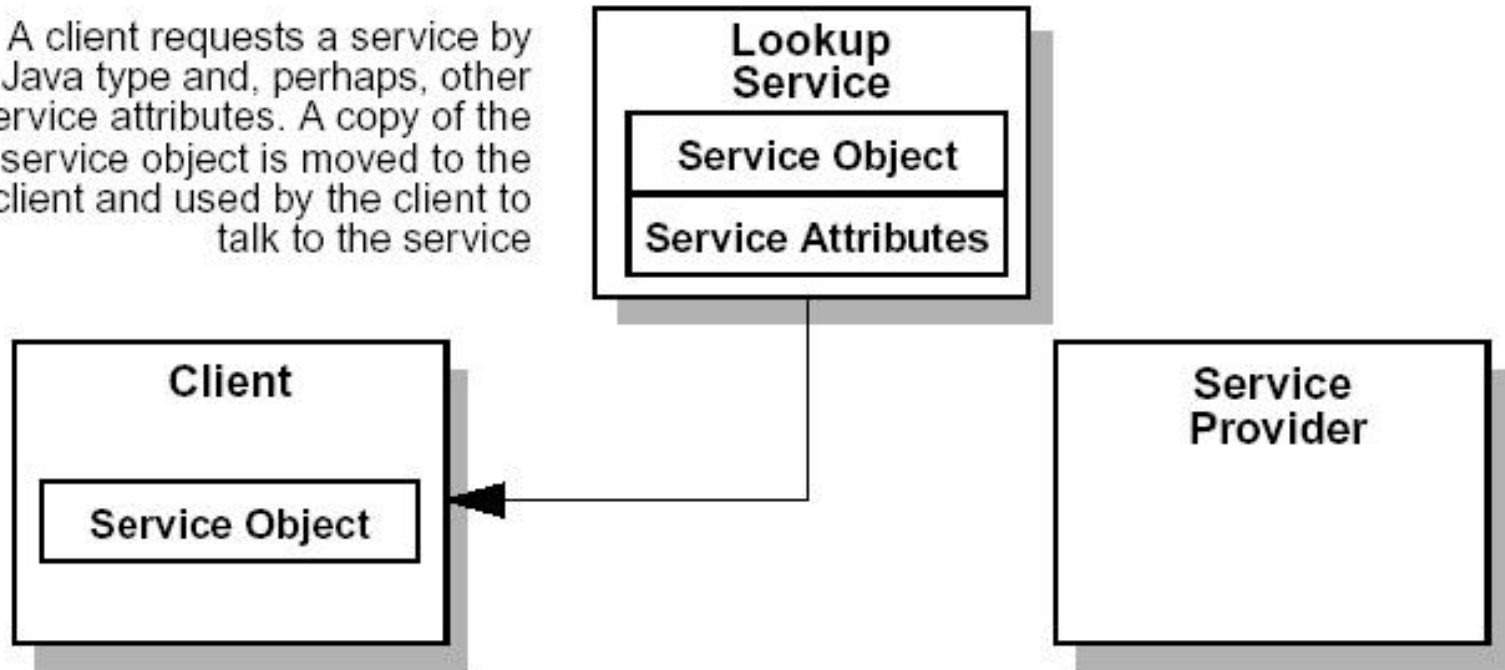 A client requests a service by
Java type and, perhaps, other
ervice attributes. A copy of the
service object is moved to the
client and used by the client to
talk to the service
Lookup
Service
Service Object
Service Attributes
Client
Service Object
Service
Provider